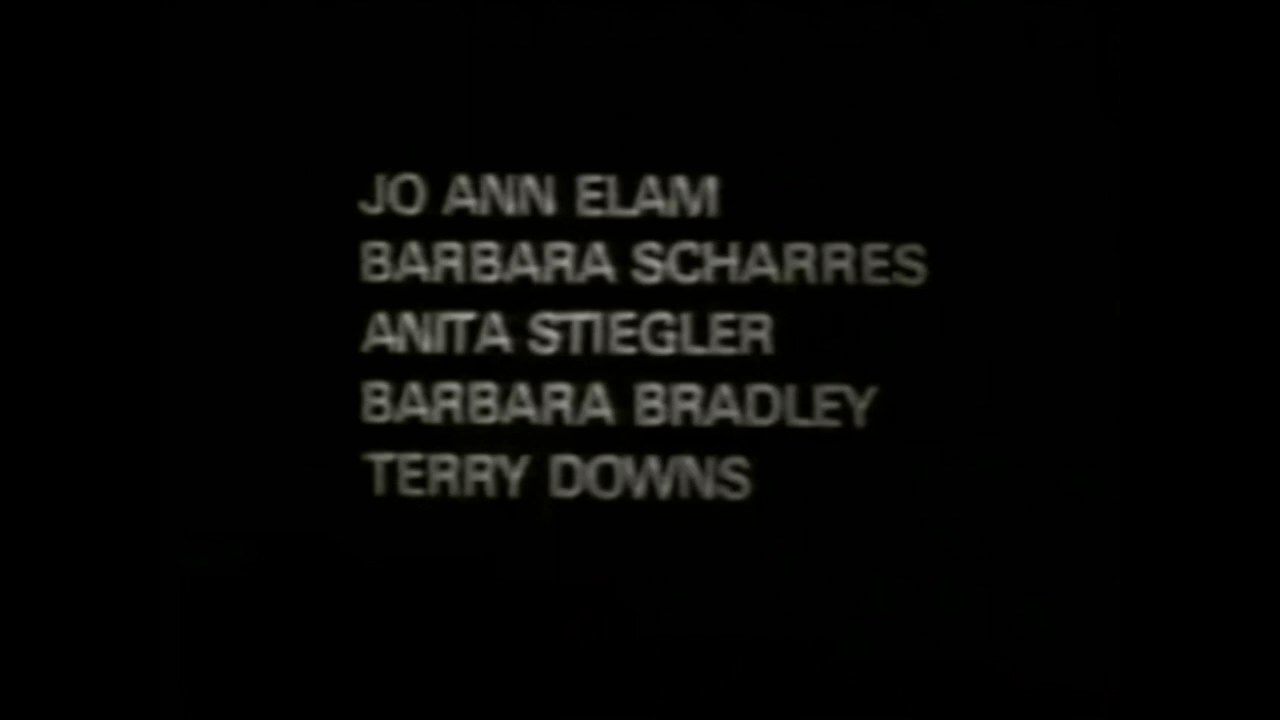 JO ANN ELAM
BARBARA SCHARRES
ANITA STIEGLER
BARBARA BRADLEY
TERRY DOWNS